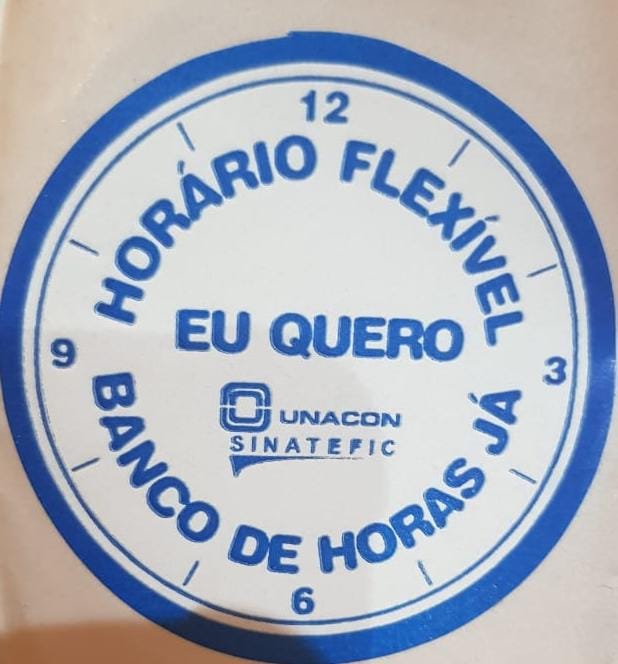 12
HORÁRIO FLEXÍVEL
EU QUERO
9
3
UNACON
SINATEFIC
BANCO DE HORAS JÁ
6